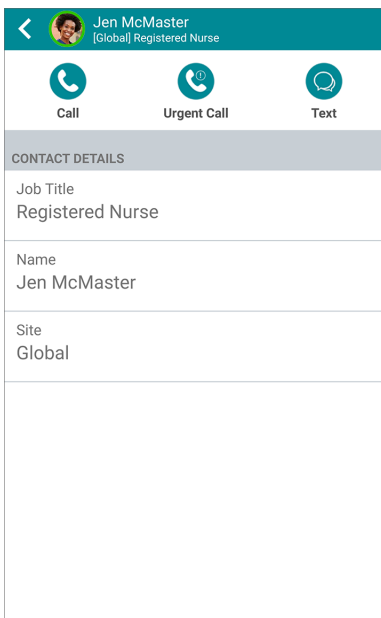 Jen McMaster
[Global] Registered Nurse
Call
Urgent Call
Text
CONTACT DETAILS
Job Title
Registered Nurse
Name
Jen McMaster
Site
Global